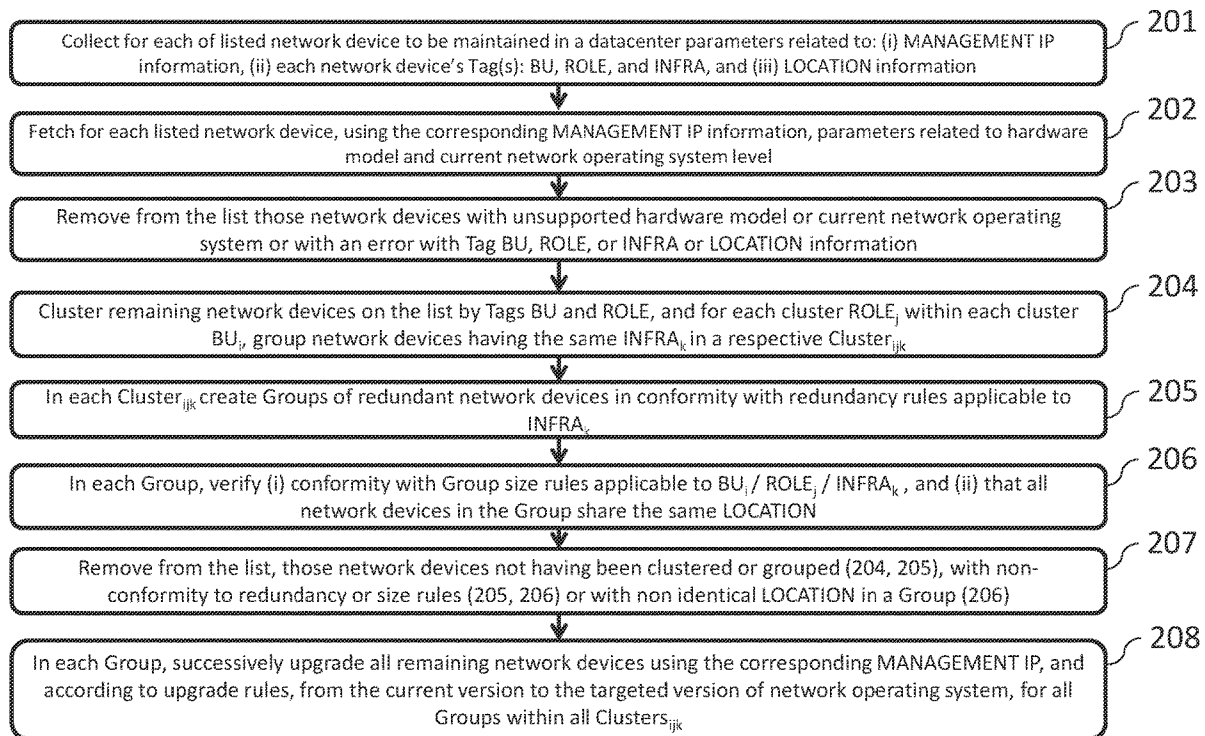 201
Collect for each of listed network device to be maintained in a datacenter parameters related to: (i) MANAGEMENT IP
information, (ii) each network device's Tag(s): BU, ROLE, and INFRA, and (iii) LOCATION information
202
Fetch for each listed network device, using the corresponding MANAGEMENT IP information, parameters related to hardware
model and current network operating system level
203
Remove from the list those network devices with unsupported hardware model or current network operating
system or with an error with Tag BU, ROLE, or INFRA or LOCATION information
204
Cluster remaining network devices on the list by Tags BU and ROLE, and for each cluster ROLEj within each cluster
BUi, group network devices having the same INFRAk in a respective Clusterijk
205
In each Clusterijk create Groups of redundant network devices in conformity with redundancy rules applicable to
INFRAk
206
In each Group, verify (i) conformity with Group size rules applicable to BUi / ROLEj / INFRAk , and (ii) that all
network devices in the Group share the same LOCATION
207
Remove from the list, those network devices not having been clustered or grouped (204, 205), with non-
conformity to redundancy or size rules (205, 206) or with non identical LOCATION in a Group (206)
208
In each Group, successively upgrade all remaining network devices using the corresponding MANAGEMENT IP, and
according to upgrade rules, from the current version to the targeted version of network operating system, for all
Groups within all Clustersijk